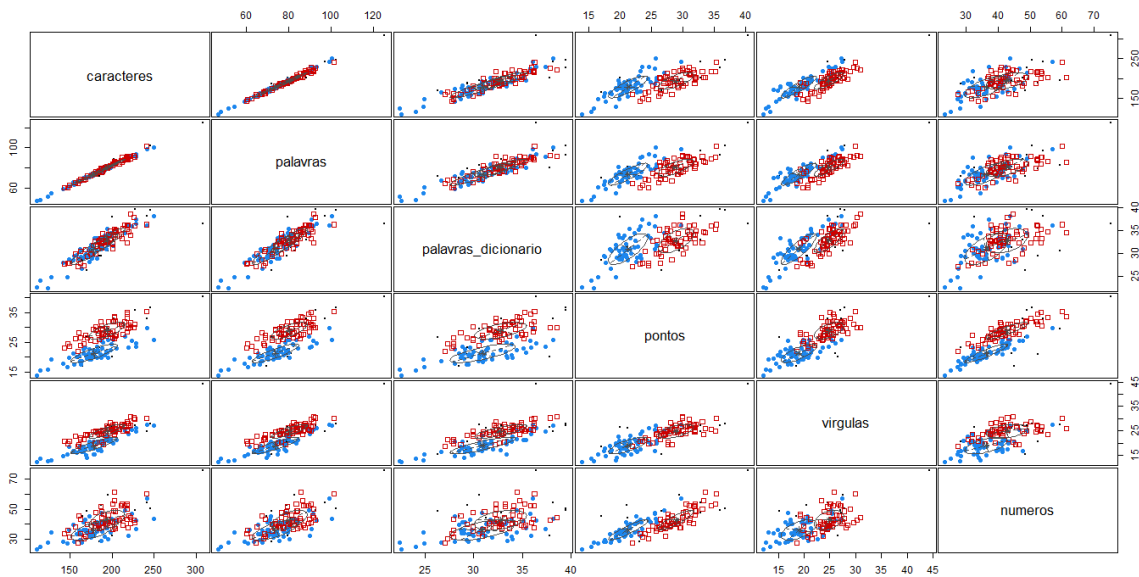 60 80 100 120 15 20 25 30 35 40 30 40 50 60 70
caracteres
150 250
60 100
palavras
palavras_dicionario
25 30 35 40
15 25 35
pontos
virgulas
15 25 35 45
30 40 50 60 70
numeros
150 200 250 300 25 30 35 40 15 20 25 30 35 40 45